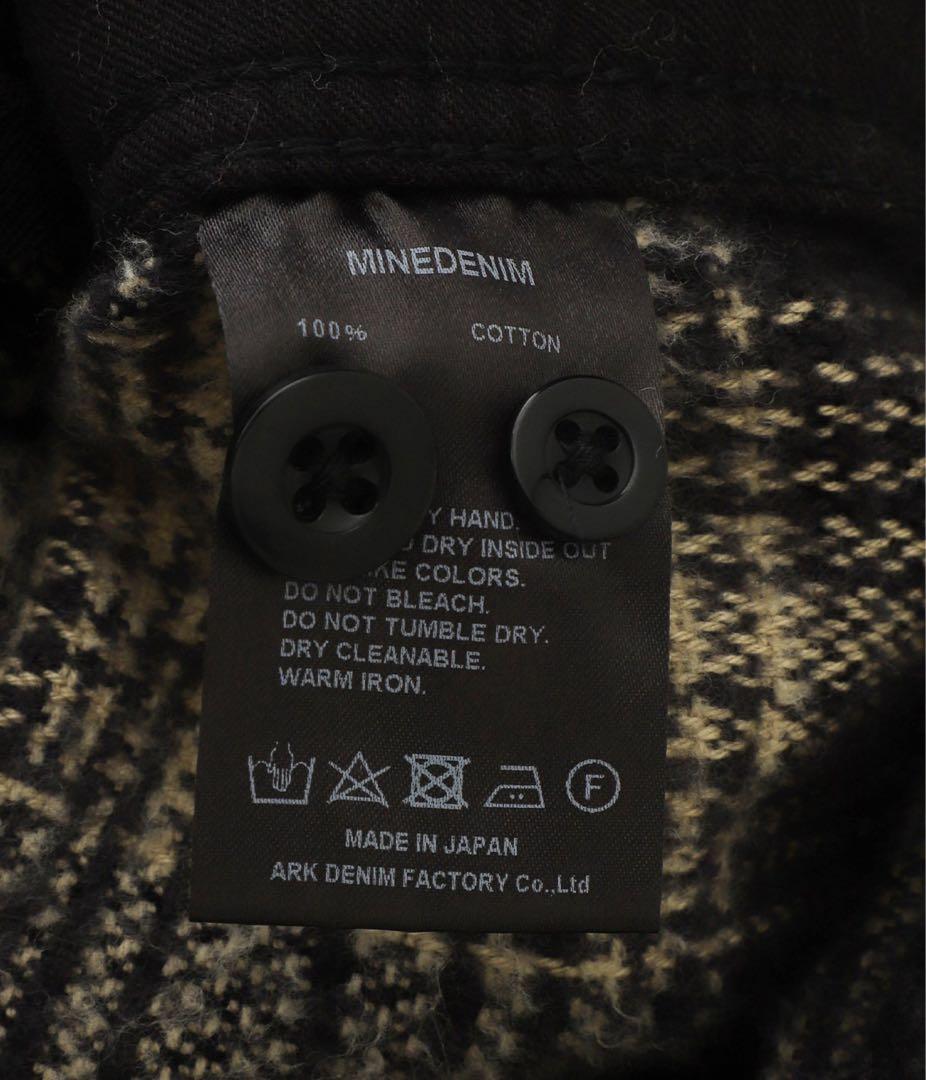 MINEDENIM
100% COTTON
HAND.
DRY INSIDE OUT
COLORS.
DO NOT BLEACH.
DO NOT TUMBLE DRY.
DRY CLEANABLE.
WARM IRON.
F
MADE IN JAPAN
ARK DENIM FACTORY Co.,Ltd